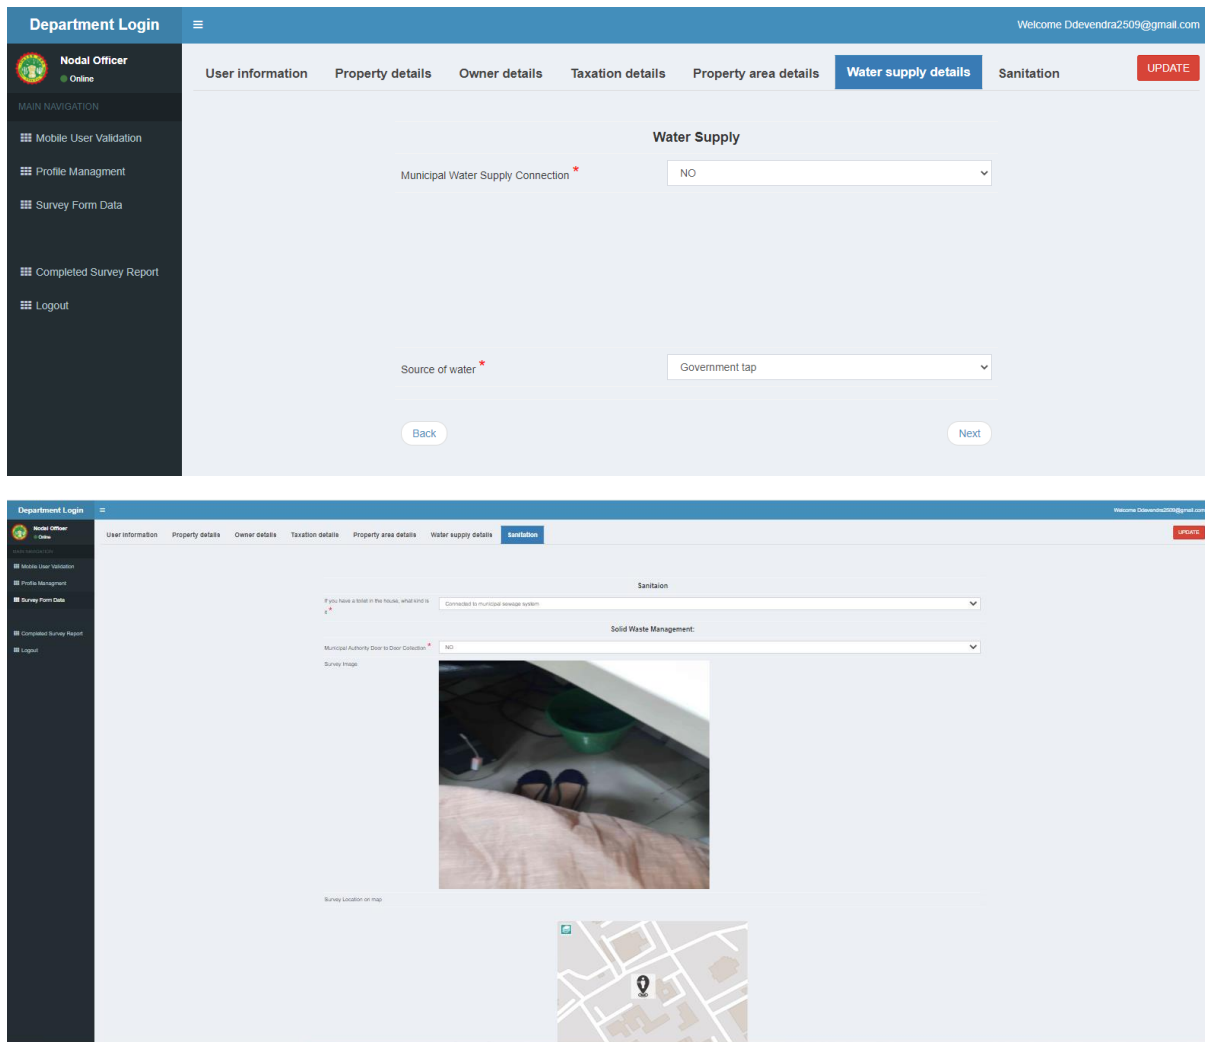 Department Login
Welcome Ddevendra2509@gmail.com
Nodal Officer
Online
User information Property details Owner details Taxation details Property area details Water supply details Sanitation UPDATE
MAIN NAVIGATION
Mobile User Validation
Profile Managment
Survey Form Data
Completed Survey Report
Logout
Water Supply
Municipal Water Supply Connection * NO
Source of water * Government tap
Back Next
Department Login
Welcome Ddevendra2509@gmail.com
Nodal Officer
Online
User information Property details Owner details Taxation details Property area details Water supply details Sanitation UPDATE
MAIN NAVIGATION
Mobile User Validation
Profile Managment
Survey Form Data
Completed Survey Report
Logout
Sanitaion
If you have a toilet in the house, what kind is
* Connected to municipal sewage system
Solid Waste Management:
Municipal Authority Door to Door Collection * NO
Survey Image
Survey Location on map